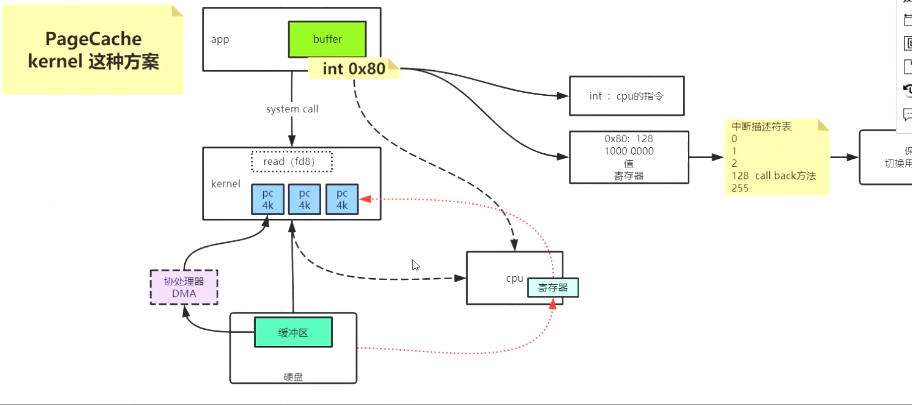 PageCache
kernel 这种方案
app
buffer
int 0x80
system call
int ：cpu的指令
0x80: 128
1000 0000
值
寄存器
中断描述符表
0
1
2
128 call back方法
255
切换用
read（fd8）
kernel
pc
4k
pc
4k
pc
4k
协处理器
DMA
cpu
寄存器
缓冲区
硬盘